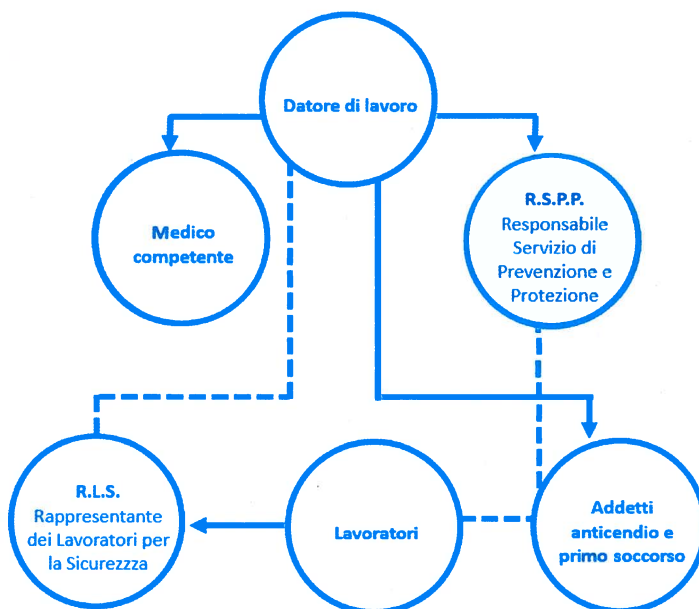 Datore di lavoro
Medico
competente
R.S.P.P.
Responsabile
Servizio di
Prevenzione e
Protezione
R.L.S.
Rappresentante
dei Lavoratori per
la Sicurezzza
Lavoratori
Addetti
anticendio e
primo soccorso